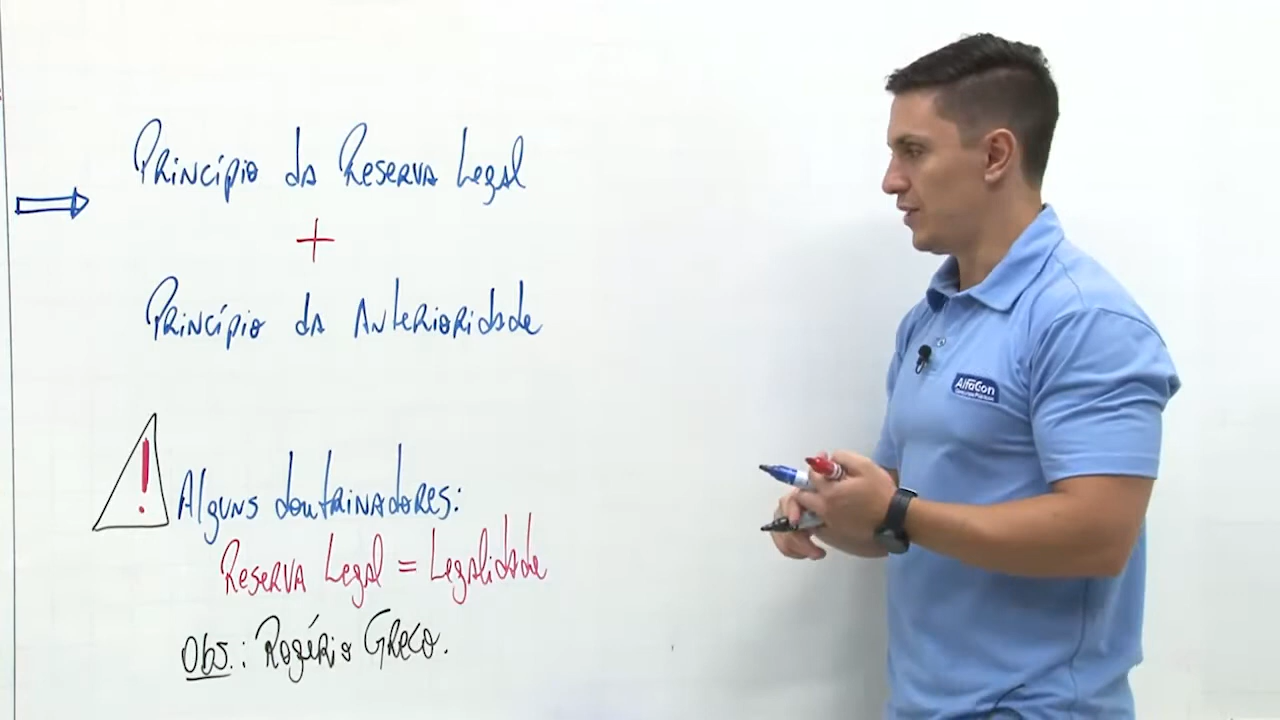 Princípio da Reserva Legal
+
Princípio da Anterioridade
!
Alguns doutrinadores:
Reserva Legal = Legalidade
Obs.: Rogério Greco.
AlfaCon